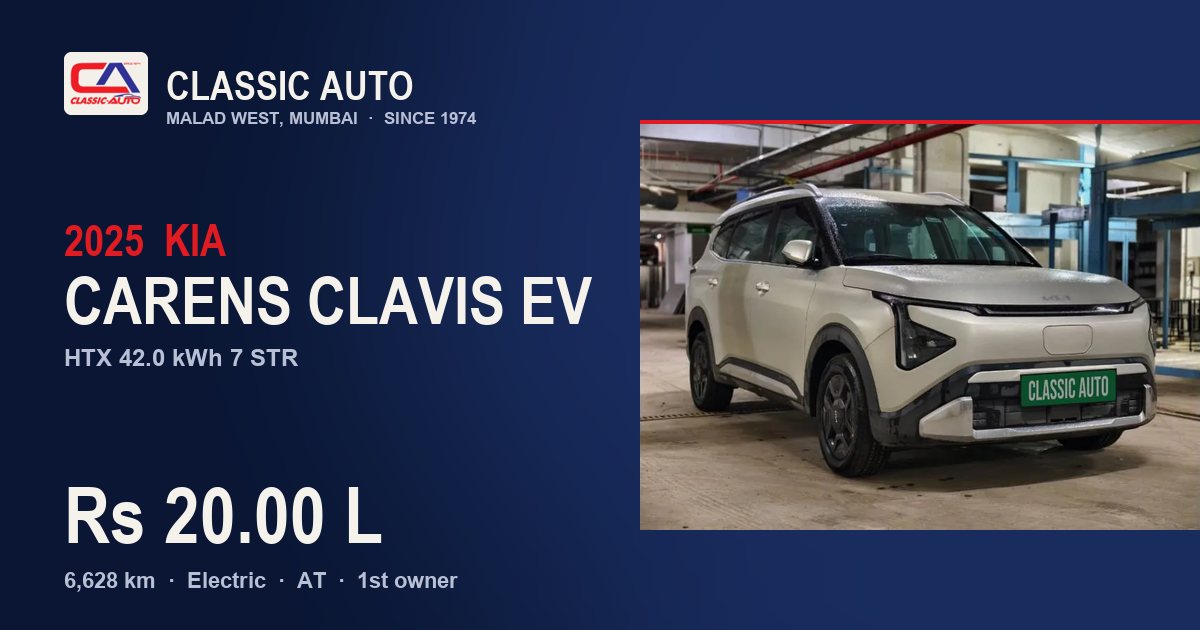 CA
CLASSIC-AUTO
CLASSIC AUTO
MALAD WEST, MUMBAI · SINCE 1974
2025 KIA
CARENS CLAVIS EV
HTX 42.0 kWh 7 STR
KIA
CLASSIC AUTO
Rs 20.00 L
6,628 km · Electric · AT · 1st owner